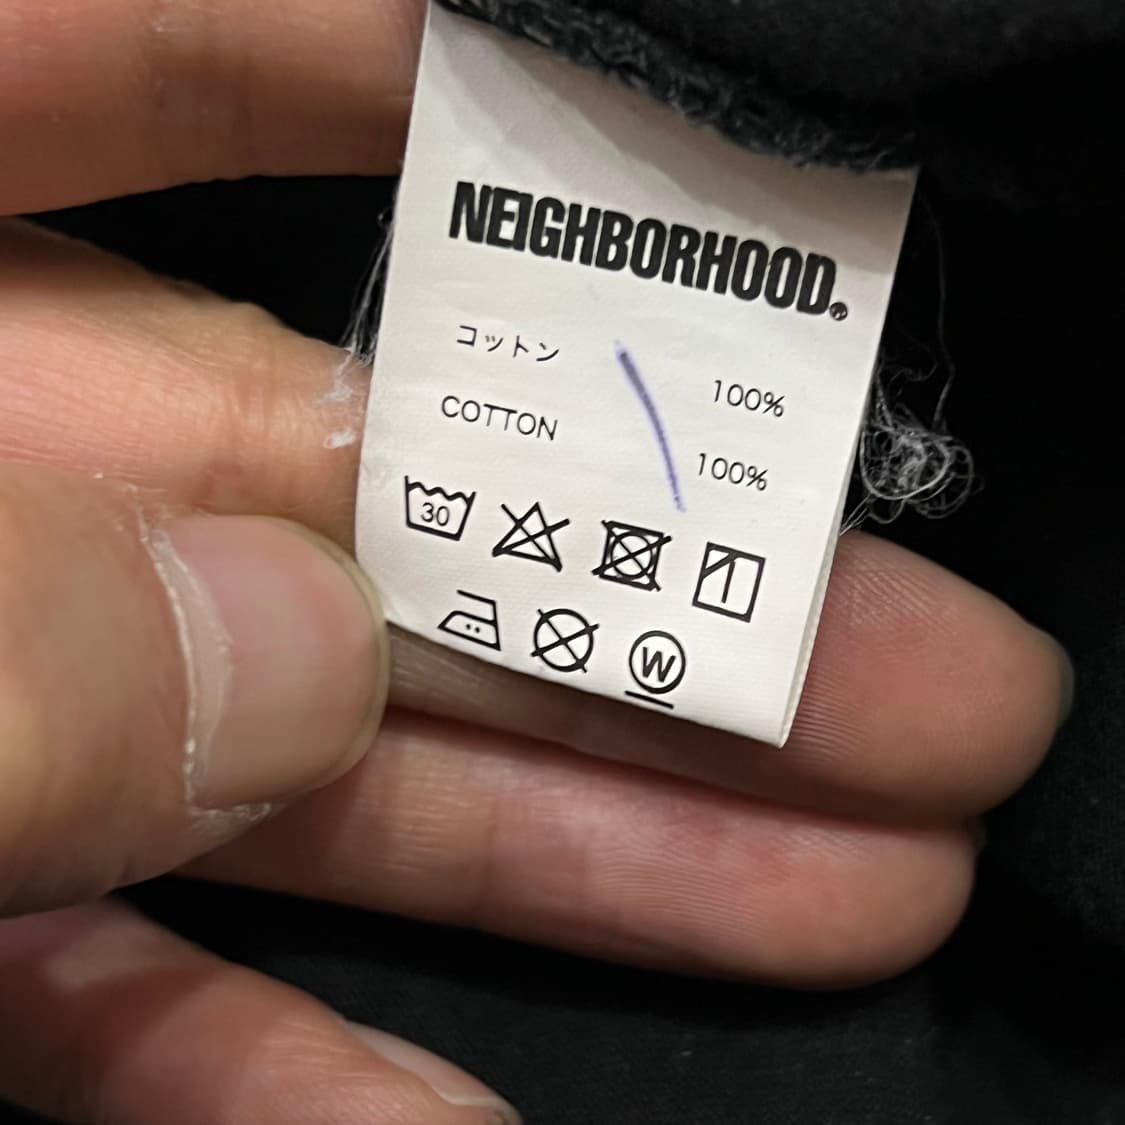 NEIGHBORHOOD®
コットン 100%
COTTON 100%
30
W